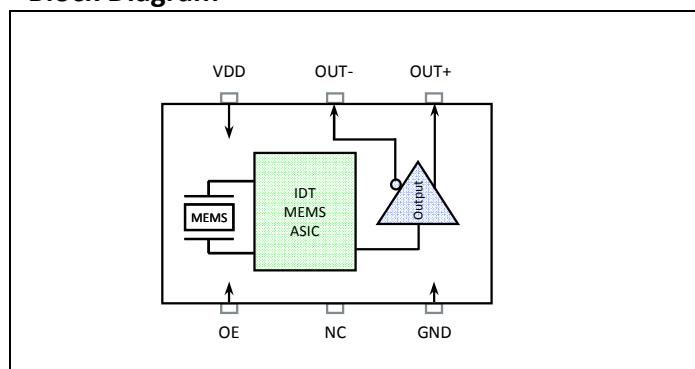 Block Diagram
VDD OUT- OUT+
IDT
MEMS
ASIC
MEMS
Output
OE NC GND